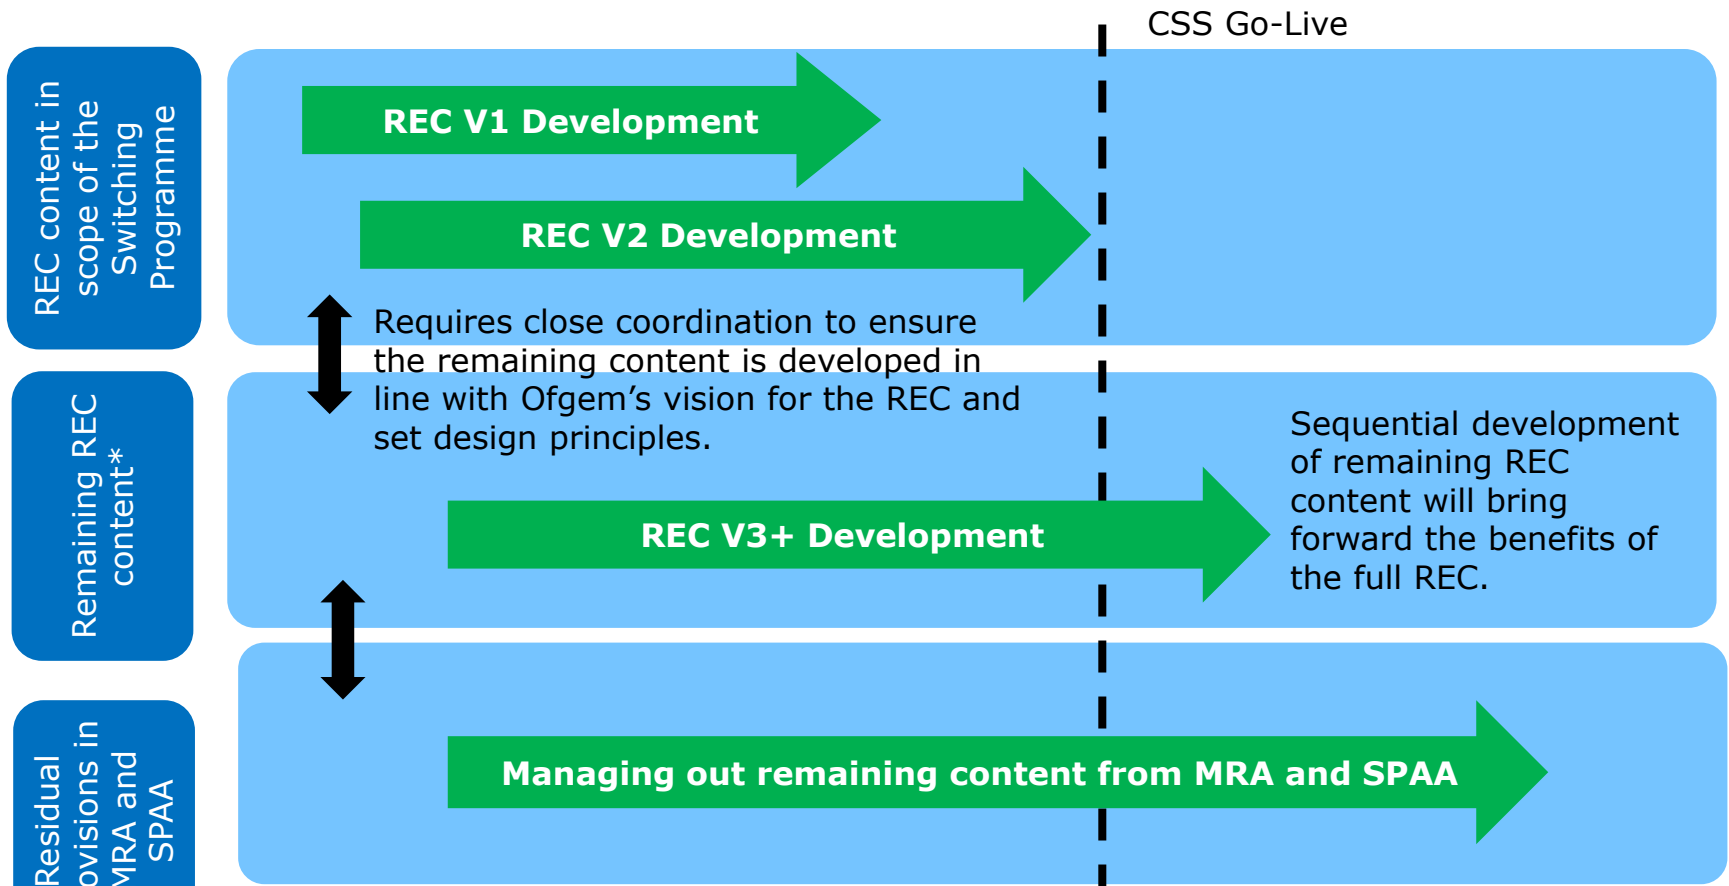 CSS Go-Live
REC content in
scope of the
Switching
Programme
REC V1 Development
REC V2 Development
Requires close coordination to ensure
the remaining content is developed in
line with Ofgem’s vision for the REC and
set design principles.
Remaining REC
content*
REC V3+ Development
Sequential development
of remaining REC
content will bring
forward the benefits of
the full REC.
Residual
ovisions in
MRA and
SPAA
Managing out remaining content from MRA and SPAA